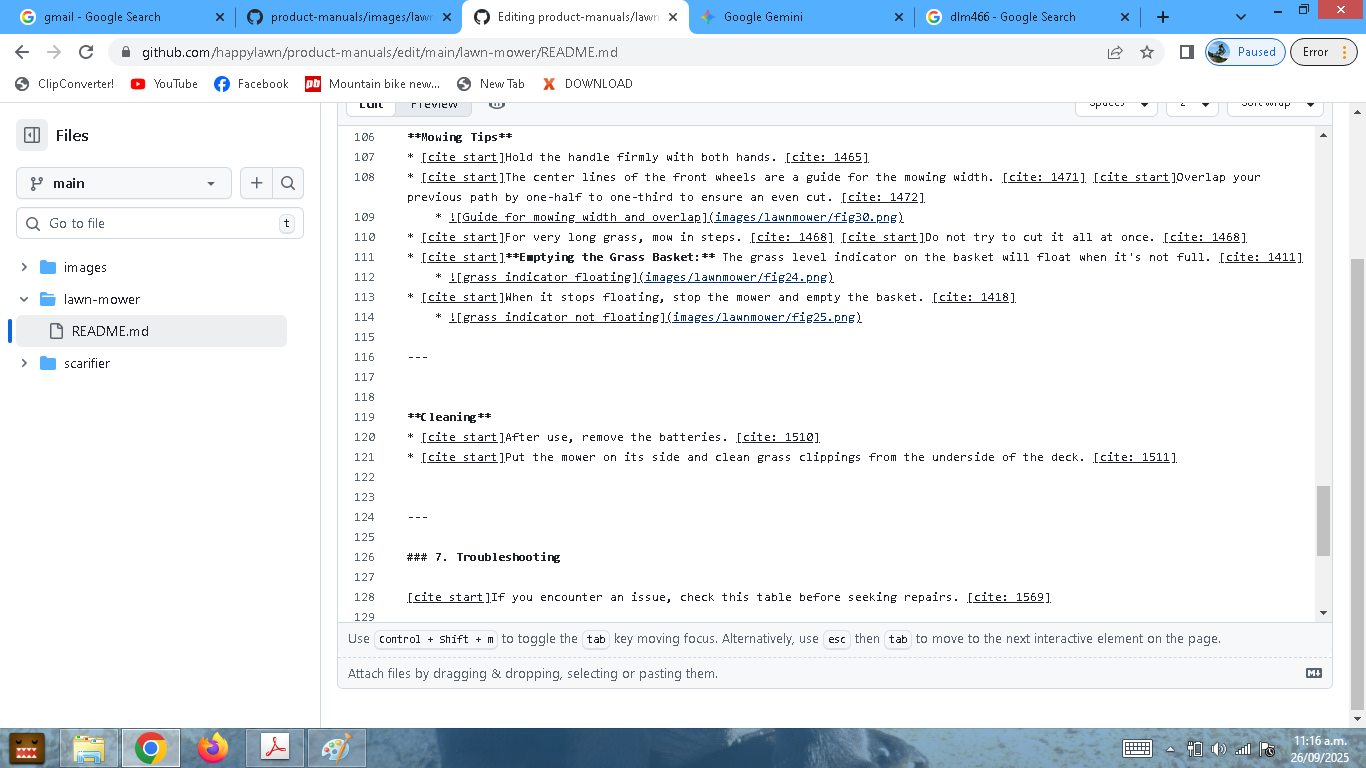 gmail - Google Search
product-manuals/images/lawn
Editing product-manuals/lawn
Google Gemini
dlm466 - Google Search
github.com/happylawn/product-manuals/edit/main/lawn-mower/README.md
Paused
Error
ClipConverter!
YouTube
Facebook
Mountain bike new...
New Tab
DOWNLOAD
Files
main
Go to file
t
images
lawn-mower
README.md
scarifier
Edit
Preview
Spaces
2
Soft wrap
106 **Mowing Tips**
107 * [cite_start]Hold the handle firmly with both hands. [cite: 1465]
108 * [cite_start]The center lines of the front wheels are a guide for the mowing width. [cite: 1471] [cite_start]Overlap your
previous path by one-half to one-third to ensure an even cut. [cite: 1472]
109 * ![Guide for mowing width and overlap](images/lawnmower/fig30.png)
110 * [cite_start]For very long grass, mow in steps. [cite: 1468] [cite_start]Do not try to cut it all at once. [cite: 1468]
111 * [cite_start]**Emptying the Grass Basket:** The grass level indicator on the basket will float when it's not full. [cite: 1411]
112 * ![grass indicator floating](images/lawnmower/fig24.png)
113 * [cite_start]When it stops floating, stop the mower and empty the basket. [cite: 1418]
114 * ![grass indicator not floating](images/lawnmower/fig25.png)
115
116 ---
117
118
119 **Cleaning**
120 * [cite_start]After use, remove the batteries. [cite: 1510]
121 * [cite_start]Put the mower on its side and clean grass clippings from the underside of the deck. [cite: 1511]
122
123
124 ---
125
126 ### 7. Troubleshooting
127
128 [cite_start]If you encounter an issue, check this table before seeking repairs. [cite: 1569]
129
Use Control + Shift + m to toggle the tab key moving focus. Alternatively, use esc then tab to move to the next interactive element on the page.
Attach files by dragging & dropping, selecting or pasting them.
11:16 a.m.
26/09/2025